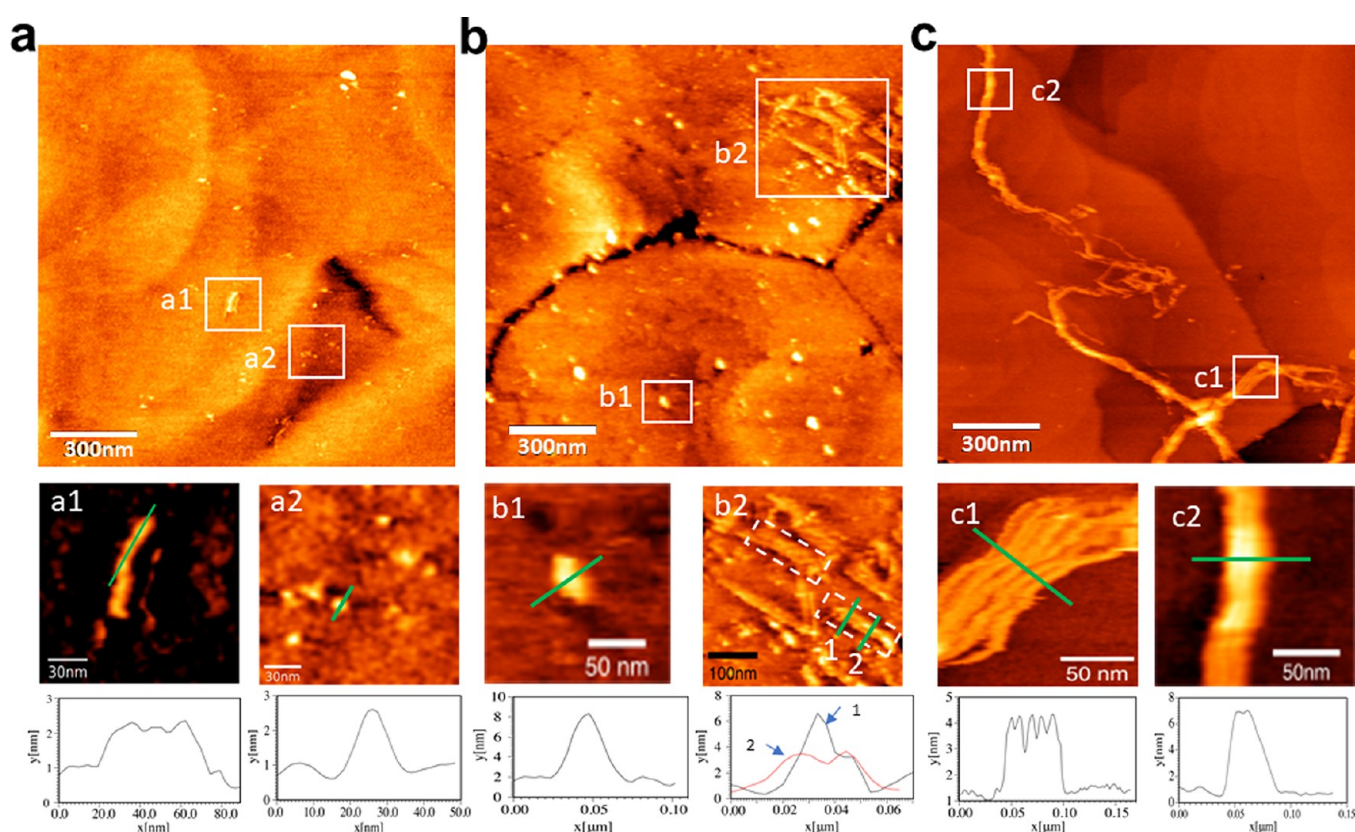 a
b
c
a1
a2
300nm
b2
b1
300nm
c2
c1
300nm
a1
30nm
a2
30nm
b1
50 nm
b2
1
2
100nm
c1
50 nm
c2
50nm
y[nm]
3
2
1
0
0.0 20.0 40.0 60.0 80.0
x[nm]
y[nm]
3
2
1
0
0.0 10.0 20.0 30.0 40.0 50.0
x[nm]
y[nm]
10
8
6
4
2
0
0.00 0.05 0.10
x[µm]
y[nm]
8
6
4
2
0
1
2
0.00 0.02 0.04 0.06
x[µm]
y[nm]
5
4
3
2
1
0.00 0.05 0.10 0.15
x[µm]
y[nm]
8
6
4
2
0
0.00 0.05 0.10 0.15
x[µm]